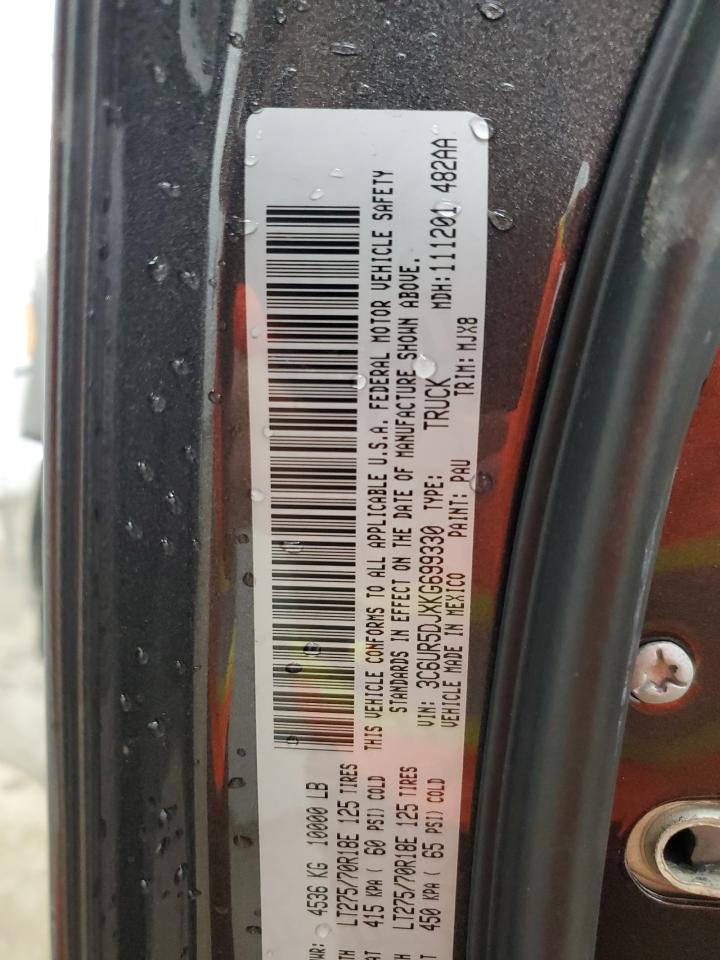 4536 KG 10000 LB
LT275/70R18E 125 TIRES
415 KPA ( 60 PSI) COLD
LT275/70R18E 125 TIRES
450 KPA ( 65 PSI) COLD
THIS VEHICLE CONFORMS TO ALL APPLICABLE U.S.A. FEDERAL MOTOR VEHICLE SAFETY
STANDARDS IN EFFECT ON THE DATE OF MANUFACTURE SHOWN ABOVE.
VIN: 3C6UR5DJXKG699330 TYPE: TRUCK MDH:111201 482AA
VEHICLE MADE IN MEXICO PAINT: PAU TRIM: MJX8